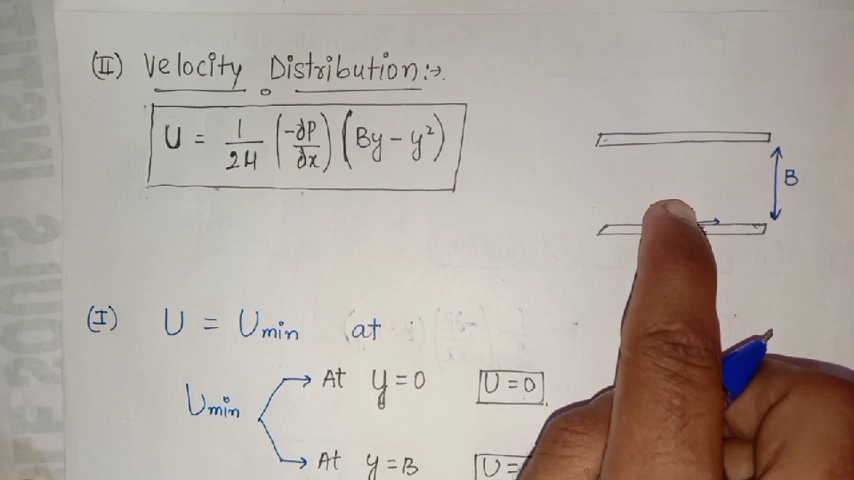 (II) Velocity Distribution:-
U = 1/2μ (-∂P/∂x) (By - y²)
B
(I) U = Umin at
Umin
At y=0 U=0
At y=B U=